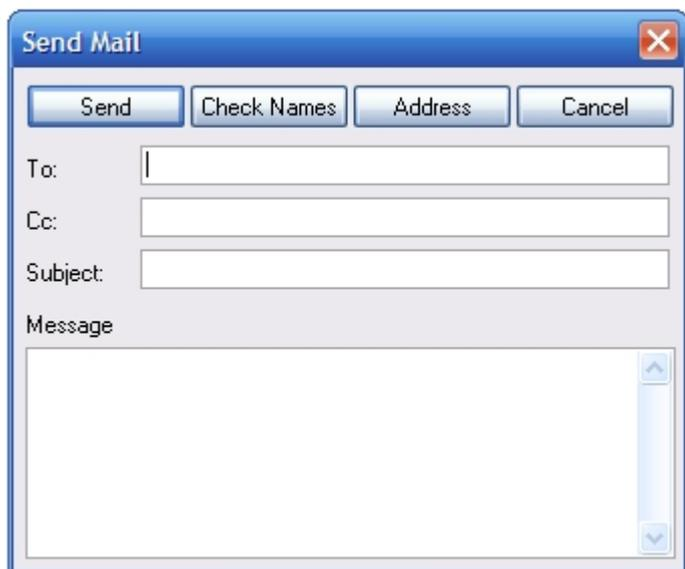 Send Mail
Send Check Names Address Cancel
To:
Cc:
Subject:
Message